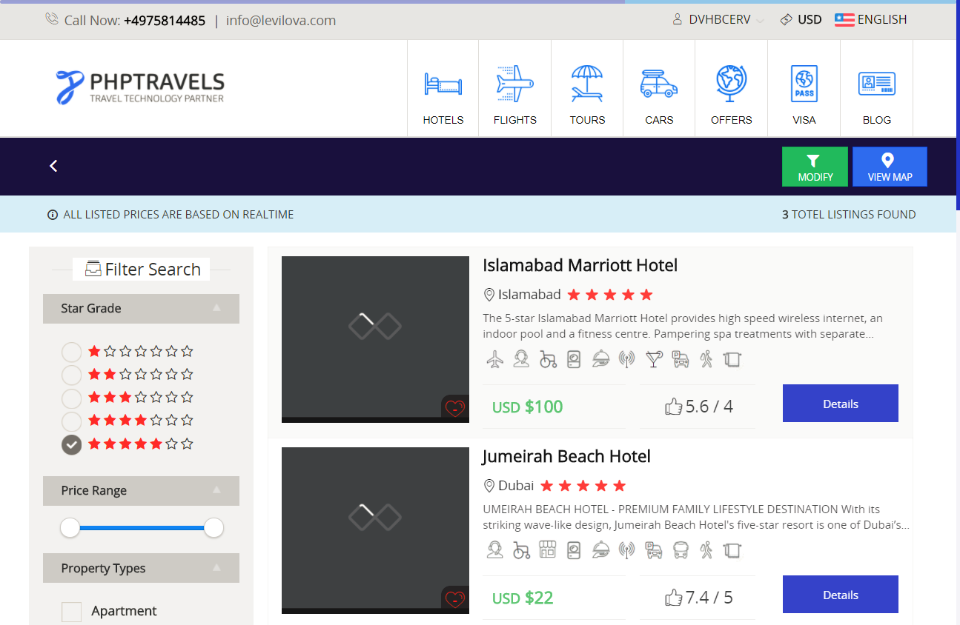 Call Now: +4975814485 | info@levilova.com
DVHBCERV
USD
ENGLISH
PHPTRAVELS
TRAVEL TECHNOLOGY PARTNER
HOTELS
FLIGHTS
TOURS
CARS
OFFERS
PASS
VISA
BLOG
MODIFY
VIEW MAP
ALL LISTED PRICES ARE BASED ON REALTIME
3 TOTEL LISTINGS FOUND
Filter Search
Star Grade
Price Range
Property Types
Apartment
Islamabad Marriott Hotel
Islamabad
The 5-star Islamabad Marriott Hotel provides high speed wireless internet, an
indoor pool and a fitness centre. Pampering spa treatments with separate...
USD $100
5.6 / 4
Details
Jumeirah Beach Hotel
Dubai
UMEIRAH BEACH HOTEL - PREMIUM FAMILY LIFESTYLE DESTINATION With its
striking wave-like design, Jumeirah Beach Hotel's five-star resort is one of Dubai's...
USD $22
7.4 / 5
Details